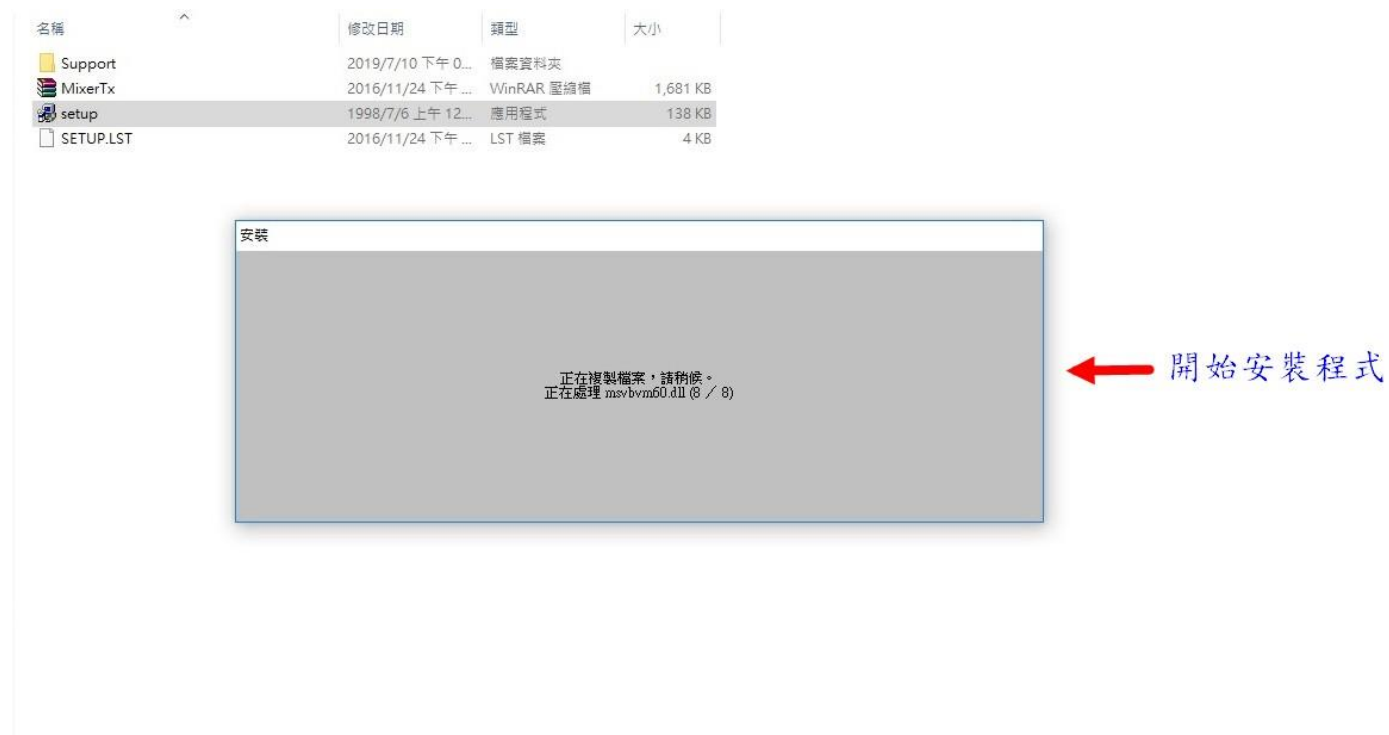 名稱 修改日期 類型 大小
Support 2019/7/10 下午 0... 檔案資料夾
MixerTx 2016/11/24 下午 ... WinRAR 壓縮檔 1,681 KB
setup 1998/7/6 上午 12... 應用程式 138 KB
SETUP.LST 2016/11/24 下午 ... LST 檔案 4 KB
安裝
正在複製檔案，請稍候。
正在處理 msvbvm60.dll (8 ／ 8)
開始安裝程式